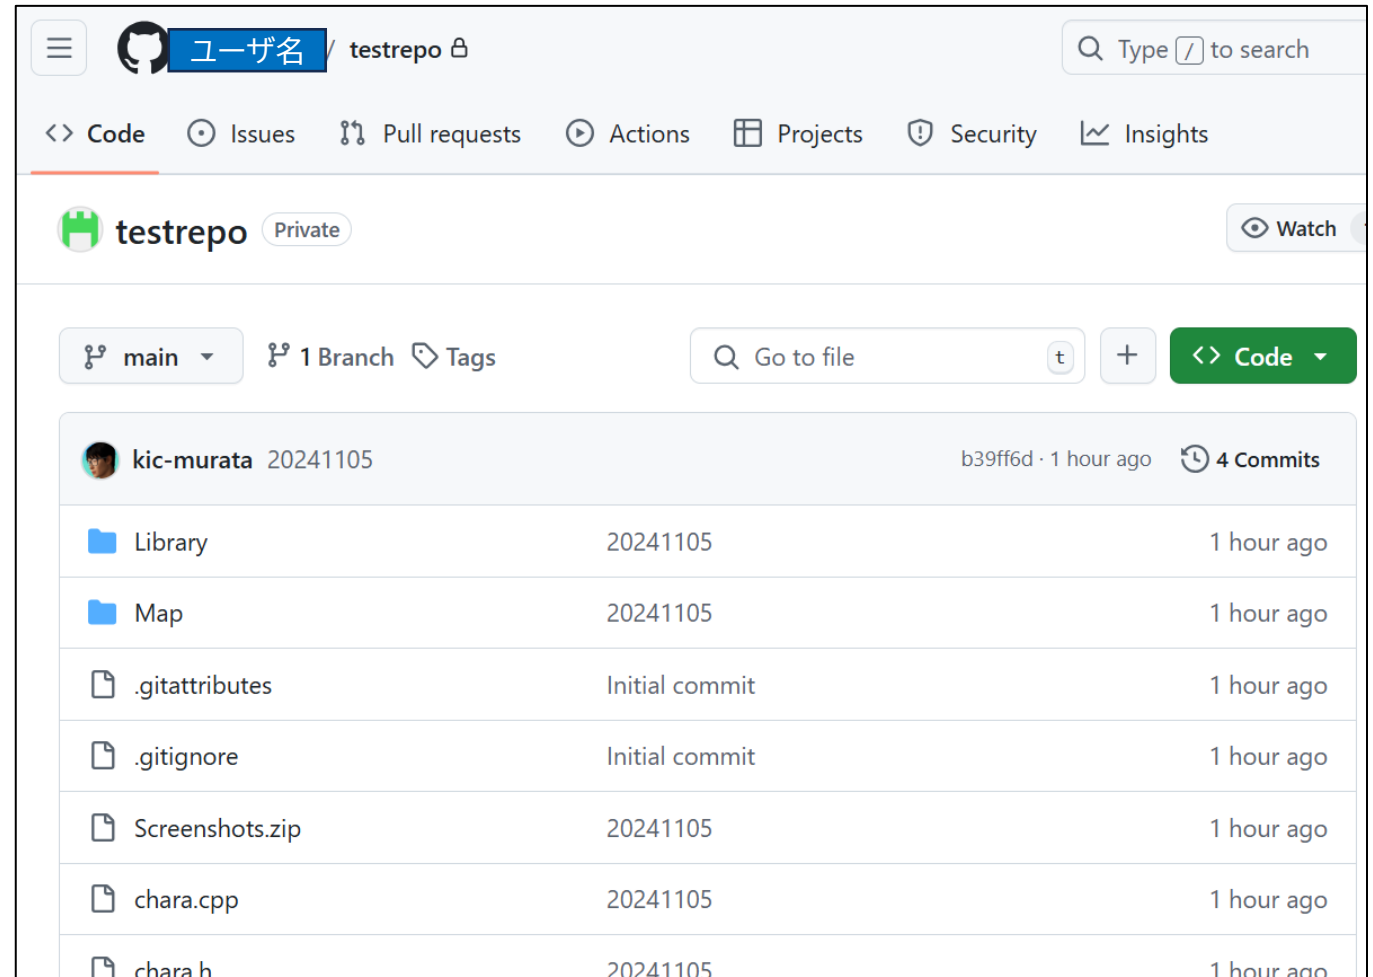 ユーザ名 / testrepo Type / to search
Code Issues Pull requests Actions Projects Security Insights
testrepo Private Watch
main 1 Branch Tags Go to file t + Code
kic-murata 20241105 b39ff6d · 1 hour ago 4 Commits
Library 20241105 1 hour ago
Map 20241105 1 hour ago
.gitattributes Initial commit 1 hour ago
.gitignore Initial commit 1 hour ago
Screenshots.zip 20241105 1 hour ago
chara.cpp 20241105 1 hour ago
chara.h 20241105 1 hour ago